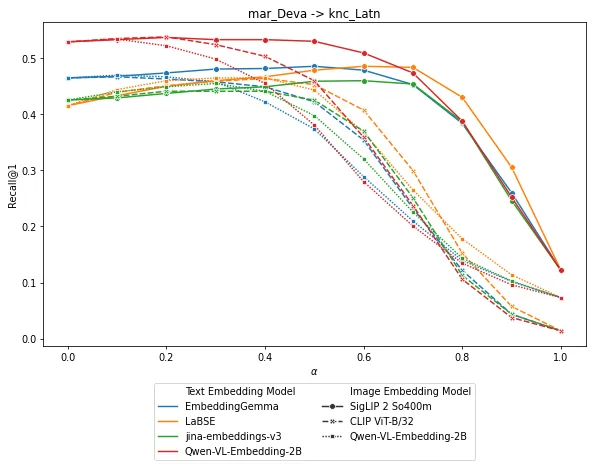 mar_Deva -> knc_Latn
Recall@1
0.5
0.4
0.3
0.2
0.1
0.0
0.0 0.2 0.4 0.6 0.8 1.0
α
Text Embedding Model
EmbeddingGemma
LaBSE
jina-embeddings-v3
Qwen-VL-Embedding-2B
Image Embedding Model
SigLIP 2 So400m
CLIP ViT-B/32
Qwen-VL-Embedding-2B